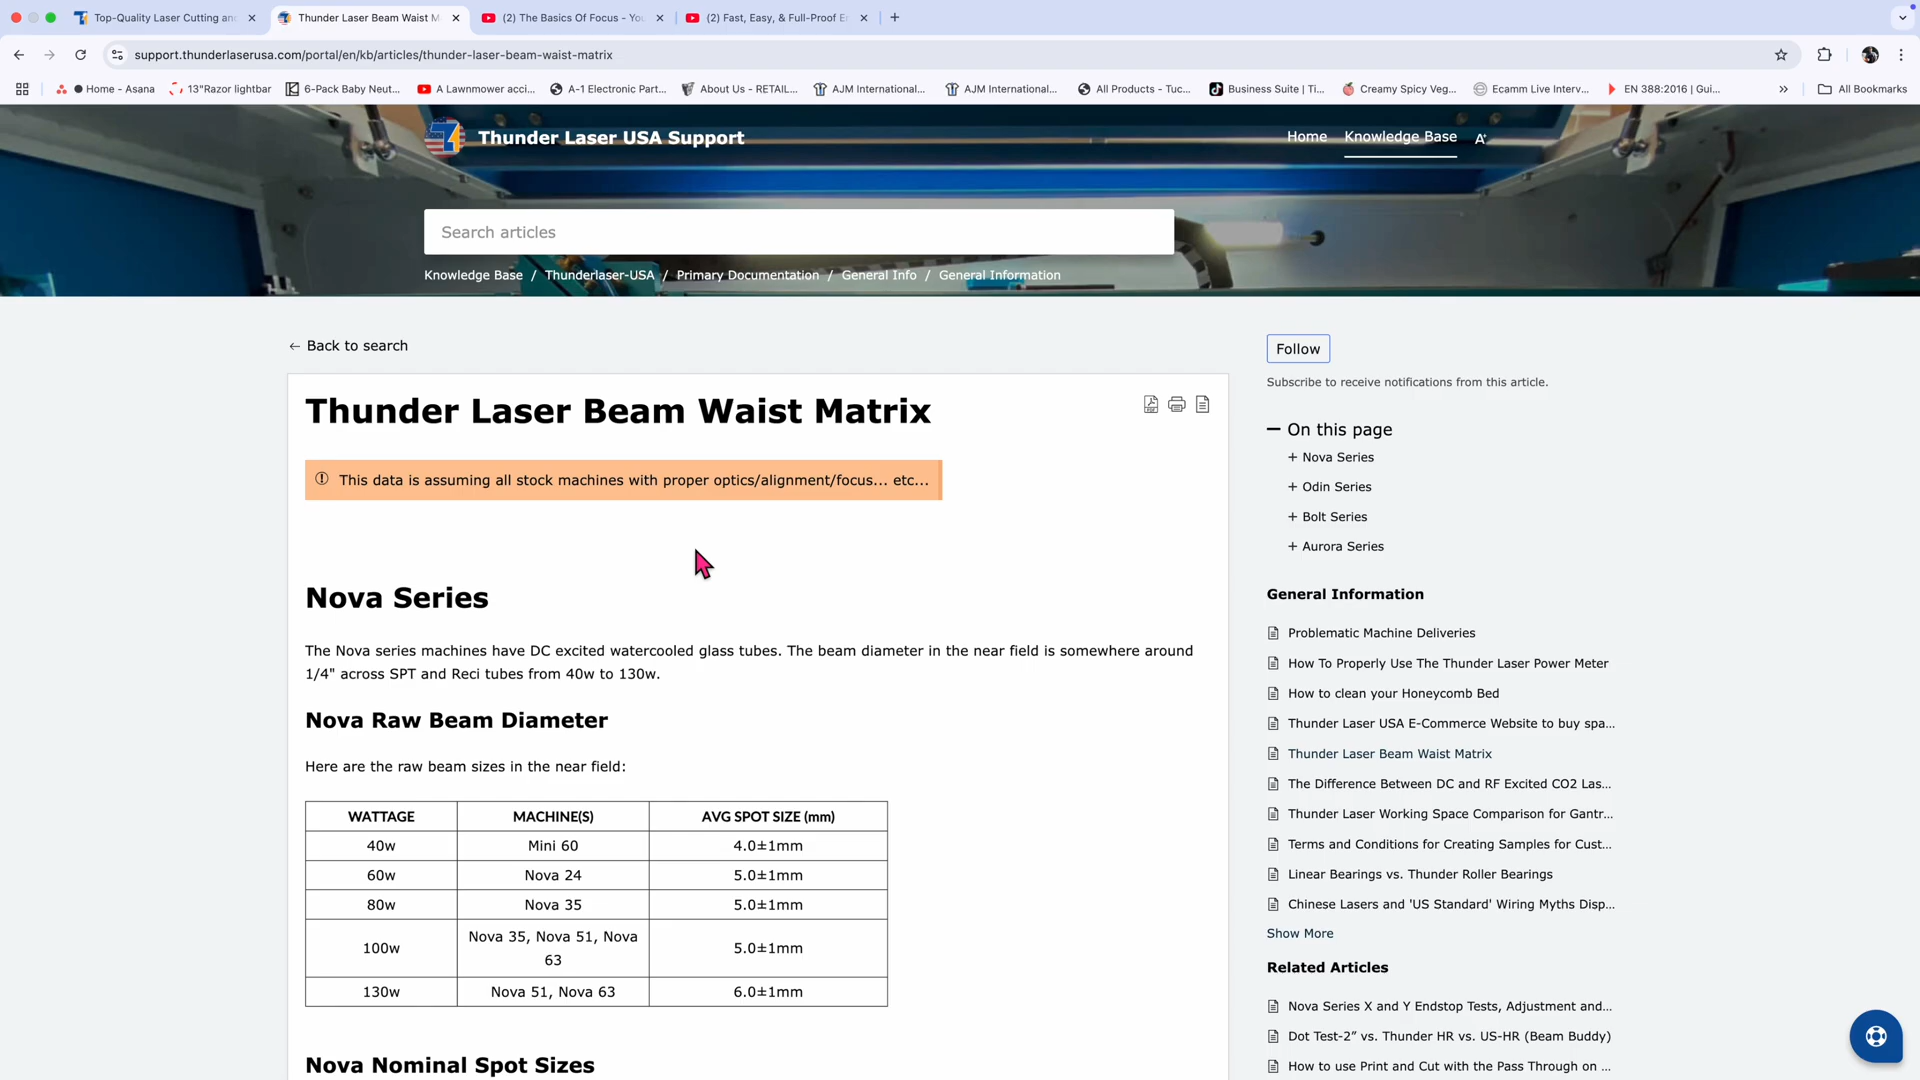 Top-Quality Laser Cutting an
Thunder Laser Beam Waist M
(2) The Basics Of Focus - You
(2) Fast, Easy, & Full-Proof E
support.thunderlaserusa.com/portal/en/kb/articles/thunder-laser-beam-waist-matrix
Home - Asana
13"Razor lightbar
6-Pack Baby Neut...
A Lawnmower acci...
A-1 Electronic Part...
About Us - RETAIL...
AJM International...
AJM International...
All Products - Tuc...
Business Suite | Ti...
Creamy Spicy Veg...
Ecamm Live Interv...
EN 388:2016 | Gui...
All Bookmarks
Thunder Laser USA Support
Home
Knowledge Base
A
Search articles
Knowledge Base / Thunderlaser-USA / Primary Documentation / General Info / General Information
← Back to search
Thunder Laser Beam Waist Matrix
This data is assuming all stock machines with proper optics/alignment/focus... etc...
Nova Series
The Nova series machines have DC excited watercooled glass tubes. The beam diameter in the near field is somewhere around
1/4" across SPT and Reci tubes from 40w to 130w.
Nova Raw Beam Diameter
Here are the raw beam sizes in the near field:
WATTAGE MACHINE(S) AVG SPOT SIZE (mm)
40w Mini 60 4.0±1mm
60w Nova 24 5.0±1mm
80w Nova 35 5.0±1mm
100w Nova 35, Nova 51, Nova 63 5.0±1mm
130w Nova 51, Nova 63 6.0±1mm
Nova Nominal Spot Sizes
Follow
Subscribe to receive notifications from this article.
On this page
+ Nova Series
+ Odin Series
+ Bolt Series
+ Aurora Series
General Information
Problematic Machine Deliveries
How To Properly Use The Thunder Laser Power Meter
How to clean your Honeycomb Bed
Thunder Laser USA E-Commerce Website to buy spa...
Thunder Laser Beam Waist Matrix
The Difference Between DC and RF Excited CO2 Las...
Thunder Laser Working Space Comparison for Gantr...
Terms and Conditions for Creating Samples for Cust...
Linear Bearings vs. Thunder Roller Bearings
Chinese Lasers and 'US Standard' Wiring Myths Disp...
Show More
Related Articles
Nova Series X and Y Endstop Tests, Adjustment and...
Dot Test-2” vs. Thunder HR vs. US-HR (Beam Buddy)
How to use Print and Cut with the Pass Through on ...